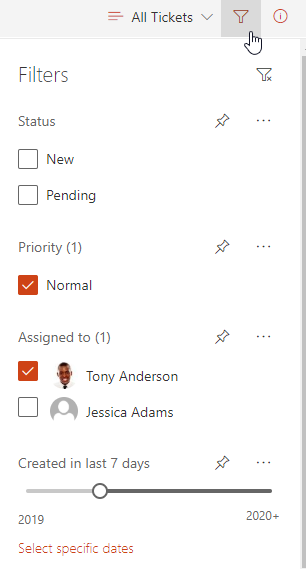 All Tickets
Filters
Status
New
Pending
Priority (1)
Normal
Assigned to (1)
Tony Anderson
Jessica Adams
Created in last 7 days
2019 2020+
Select specific dates